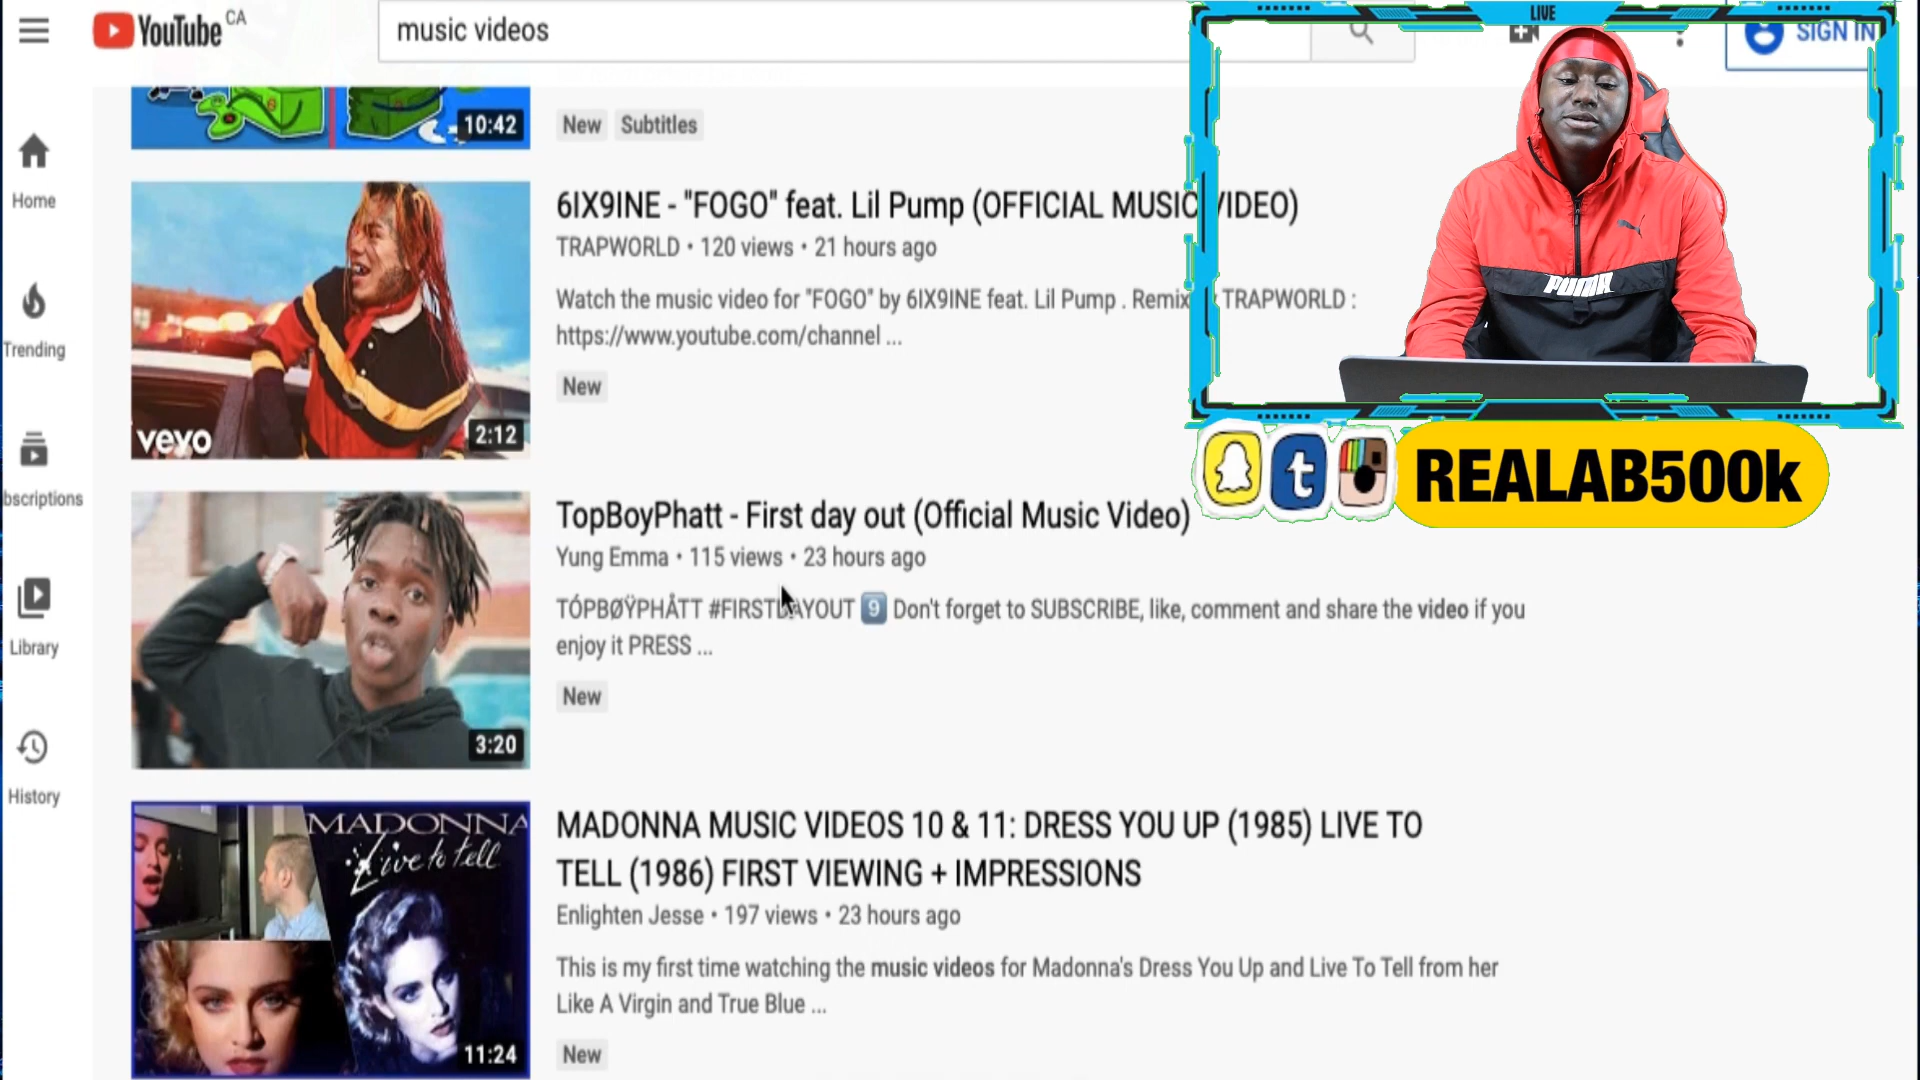 YouTube CA
music videos
LIVE
SIGN IN
10:42
New Subtitles
Home
6IX9INE - "FOGO" feat. Lil Pump (OFFICIAL MUSIC VIDEO)
TRAPWORLD • 120 views • 21 hours ago
Watch the music video for "FOGO" by 6IX9INE feat. Lil Pump . Remix TRAPWORLD :
https://www.youtube.com/channel ...
PUMA
Trending
New
vevo
2:12
REALAB500k
bscriptions
TopBoyPhatt - First day out (Official Music Video)
Yung Emma • 115 views • 23 hours ago
TÓPBØŸPHÅTT #FIRSTDAYOUT 9️⃣ Don't forget to SUBSCRIBE, like, comment and share the video if you
enjoy it PRESS ...
Library
New
3:20
History
MADONNA
Live to tell
MADONNA MUSIC VIDEOS 10 & 11: DRESS YOU UP (1985) LIVE TO
TELL (1986) FIRST VIEWING + IMPRESSIONS
Enlighten Jesse • 197 views • 23 hours ago
This is my first time watching the music videos for Madonna's Dress You Up and Live To Tell from her
Like A Virgin and True Blue ...
11:24
New